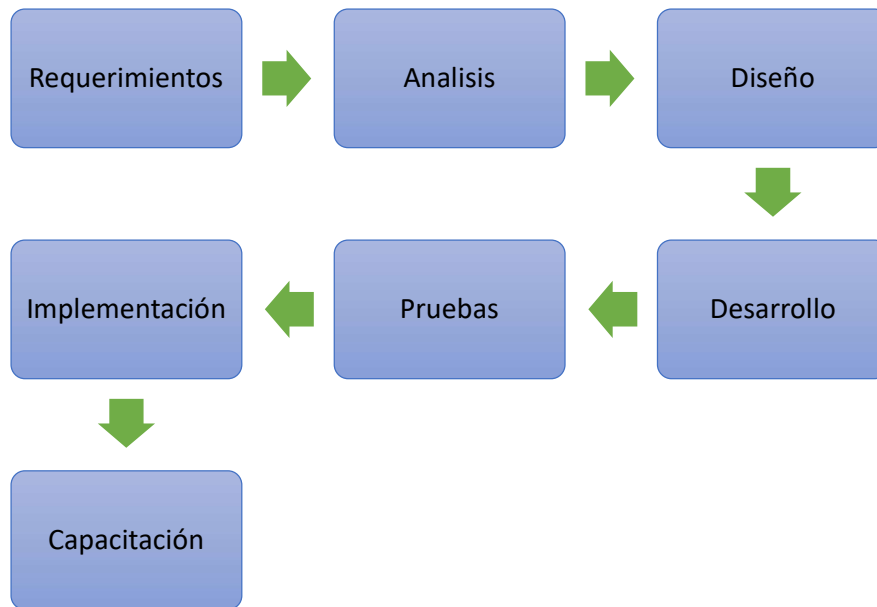 Requerimientos
Analisis
Diseño
Desarrollo
Pruebas
Implementación
Capacitación